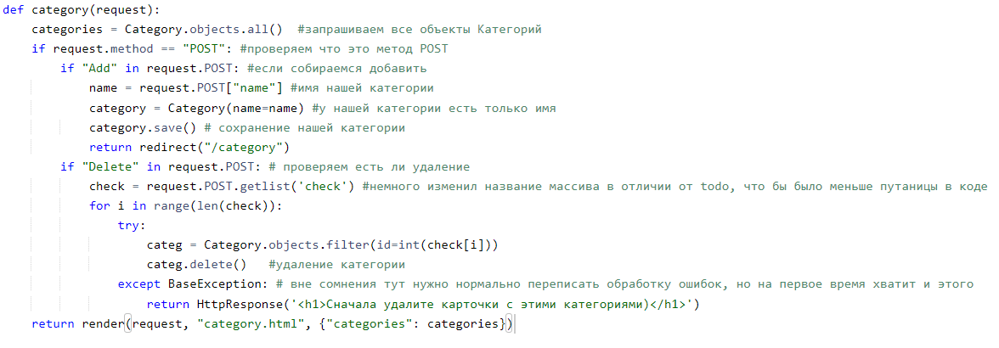 def category(request):
    categories = Category.objects.all()  #запрашиваем все объекты Категорий
    if request.method == "POST": #проверяем что это метод POST
        if "Add" in request.POST: #если собираемся добавить
            name = request.POST["name"] #имя нашей категории
            category = Category(name=name) #у нашей категории есть только имя
            category.save() # сохранение нашей категории
            return redirect("/category")
        if "Delete" in request.POST: # проверяем есть ли удаление
            check = request.POST.getlist('check') #немного изменил название массива в отличии от todo, что бы было меньше путаницы в коде
            for i in range(len(check)):
                try:
                    categ = Category.objects.filter(id=int(check[i]))
                    categ.delete()   #удаление категории
                except BaseException: # вне сомнения тут нужно нормально переписать обработку ошибок, но на первое время хватит и этого
                    return HttpResponse('<h1>Сначала удалите карточки с этими категориями)</h1>')
    return render(request, "category.html", {"categories": categories})